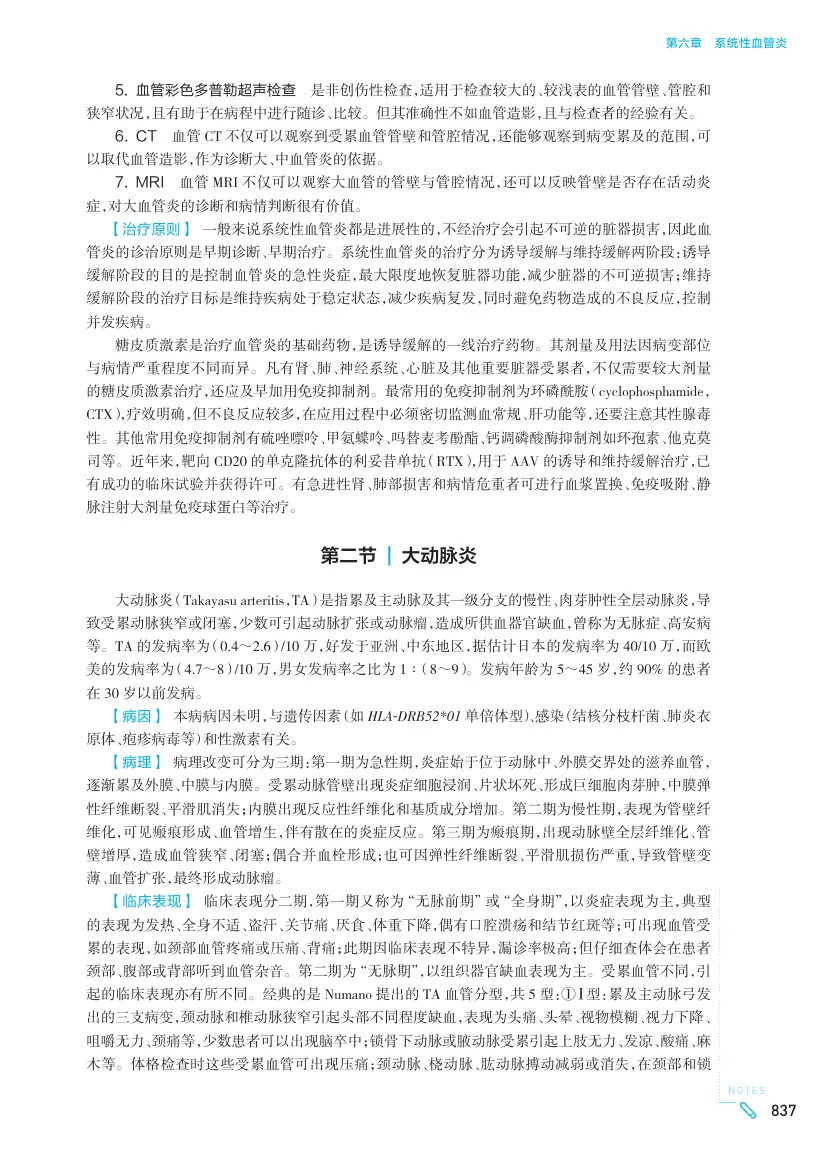 第六章 系统性血管炎
5. 血管彩色多普勒超声检查 是非创伤性检查,适用于检查较大的、较浅表的血管管壁、管腔和
狭窄状况,且有助于在病程中进行随诊、比较。但其准确性不如血管造影,且与检查者的经验有关。
6. CT 血管 CT 不仅可以观察到受累血管管壁和管腔情况,还能够观察到病变累及的范围,可
以取代血管造影,作为诊断大、中血管炎的依据。
7. MRI 血管 MRI 不仅可以观察大血管的管壁与管腔情况,还可以反映管壁是否存在活动炎
症,对大血管炎的诊断和病情判断很有价值。
【治疗原则】 一般来说系统性血管炎都是进展性的,不经治疗会引起不可逆的脏器损害,因此血
管炎的诊治原则是早期诊断、早期治疗。系统性血管炎的治疗分为诱导缓解与维持缓解两阶段:诱导
缓解阶段的目的是控制血管炎的急性炎症,最大限度地恢复脏器功能,减少脏器的不可逆损害;维持
缓解阶段的治疗目标是维持疾病处于稳定状态,减少疾病复发,同时避免药物造成的不良反应,控制
并发疾病。
糖皮质激素是治疗血管炎的基础药物,是诱导缓解的一线治疗药物。其剂量及用法因病变部位
与病情严重程度不同而异。凡有肾、肺、神经系统、心脏及其他重要脏器受累者,不仅需要较大剂量
的糖皮质激素治疗,还应及早加用免疫抑制剂。最常用的免疫抑制剂为环磷酰胺(cyclophosphamide,
CTX),疗效明确,但不良反应较多,在应用过程中必须密切监测血常规、肝功能等,还要注意其性腺毒
性。其他常用免疫抑制剂有硫唑嘌呤、甲氨蝶呤、吗替麦考酚酯、钙调磷酸酶抑制剂如环孢素、他克莫
司等。近年来,靶向 CD20 的单克隆抗体的利妥昔单抗(RTX),用于 AAV 的诱导和维持缓解治疗,已
有成功的临床试验并获得许可。有急进性肾、肺部损害和病情危重者可进行血浆置换、免疫吸附、静
脉注射大剂量免疫球蛋白等治疗。
第二节 | 大动脉炎
大动脉炎(Takayasu arteritis,TA)是指累及主动脉及其一级分支的慢性、肉芽肿性全层动脉炎,导
致受累动脉狭窄或闭塞,少数可引起动脉扩张或动脉瘤,造成所供血器官缺血,曾称为无脉症、高安病
等。TA 的发病率为(0.4~2.6)/10 万,好发于亚洲、中东地区,据估计日本的发病率为 40/10 万,而欧
美的发病率为(4.7~8)/10 万,男女发病率之比为 1∶(8~9)。发病年龄为 5~45 岁,约 90% 的患者
在 30 岁以前发病。
【病因】 本病病因未明,与遗传因素(如 HLA-DRB52*01 单倍体型)、感染(结核分枝杆菌、肺炎衣
原体、疱疹病毒等)和性激素有关。
【病理】 病理改变可分为三期:第一期为急性期,炎症始于位于动脉中、外膜交界处的滋养血管,
逐渐累及外膜、中膜与内膜。受累动脉管壁出现炎症细胞浸润、片状坏死、形成巨细胞肉芽肿,中膜弹
性纤维断裂、平滑肌消失;内膜出现反应性纤维化和基质成分增加。第二期为慢性期,表现为管壁纤
维化,可见瘢痕形成、血管增生,伴有散在的炎症反应。第三期为瘢痕期,出现动脉壁全层纤维化、管
壁增厚,造成血管狭窄、闭塞;偶合并血栓形成;也可因弹性纤维断裂、平滑肌损伤严重,导致管壁变
薄、血管扩张,最终形成动脉瘤。
【临床表现】 临床表现分二期,第一期又称为“无脉前期”或“全身期”,以炎症表现为主,典型
的表现为发热、全身不适、盗汗、关节痛、厌食、体重下降,偶有口腔溃疡和结节红斑等;可出现血管受
累的表现,如颈部血管疼痛或压痛、背痛;此期因临床表现不特异,漏诊率极高;但仔细查体会在患者
颈部、腹部或背部听到血管杂音。第二期为“无脉期”,以组织器官缺血表现为主。受累血管不同,引
起的临床表现亦有所不同。经典的是 Numano 提出的 TA 血管分型,共 5 型:①Ⅰ型:累及主动脉弓发
出的三支病变,颈动脉和椎动脉狭窄引起头部不同程度缺血,表现为头痛、头晕、视物模糊、视力下降、
咀嚼无力、颈痛等,少数患者可以出现脑卒中;锁骨下动脉或腋动脉受累引起上肢无力、发凉、酸痛、麻
木等。体格检查时这些受累血管可出现压痛;颈动脉、桡动脉、肱动脉搏动减弱或消失,在颈部和锁
NOTES
837